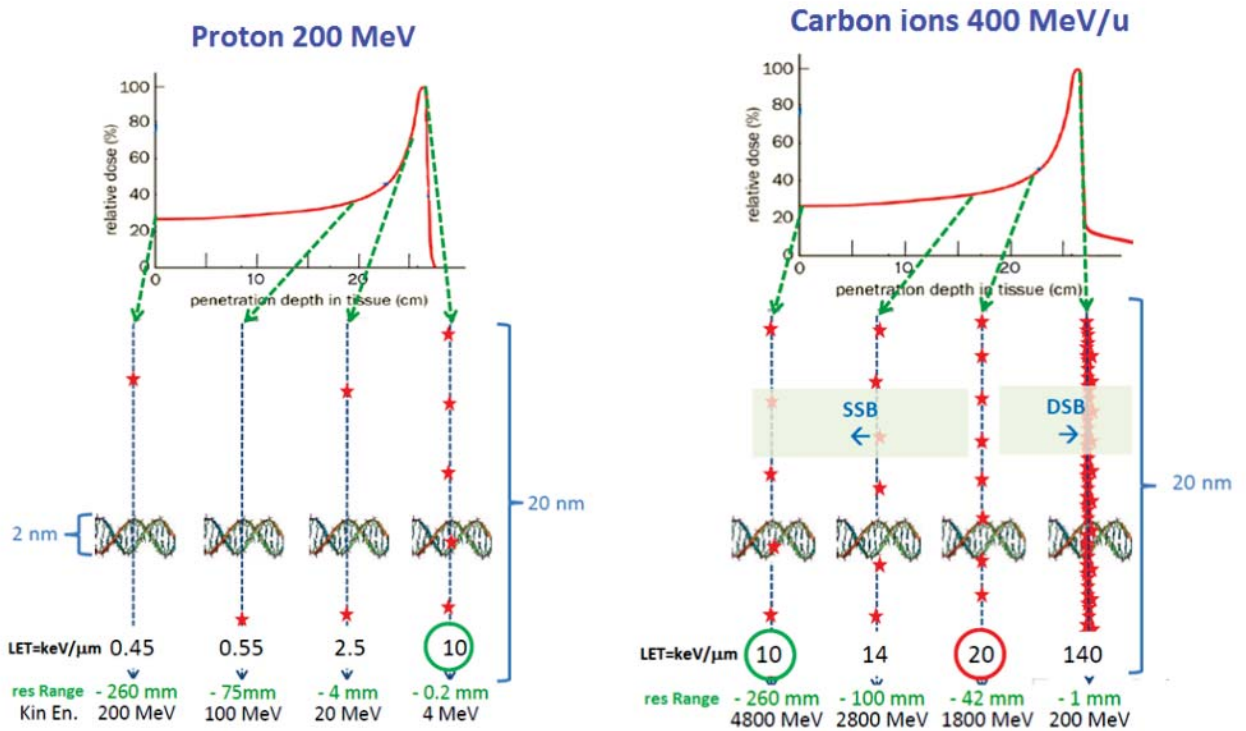 Proton 200 MeV
relative dose (%)
100
80
60
40
20
0
0 10 20
penetration depth in tissue (cm)
2 nm
20 nm
LET=keV/μm 0.45 0.55 2.5 10
res Range - 260 mm - 75mm - 4 mm - 0.2 mm
Kin En. 200 MeV 100 MeV 20 MeV 4 MeV
Carbon ions 400 MeV/u
relative dose (%)
100
80
60
40
20
0
0 10 20
penetration depth in tissue (cm)
SSB
←
DSB
→
20 nm
LET=keV/μm 10 14 20 140
res Range - 260 mm - 100 mm - 42 mm - 1 mm
4800 MeV 2800 MeV 1800 MeV 200 MeV